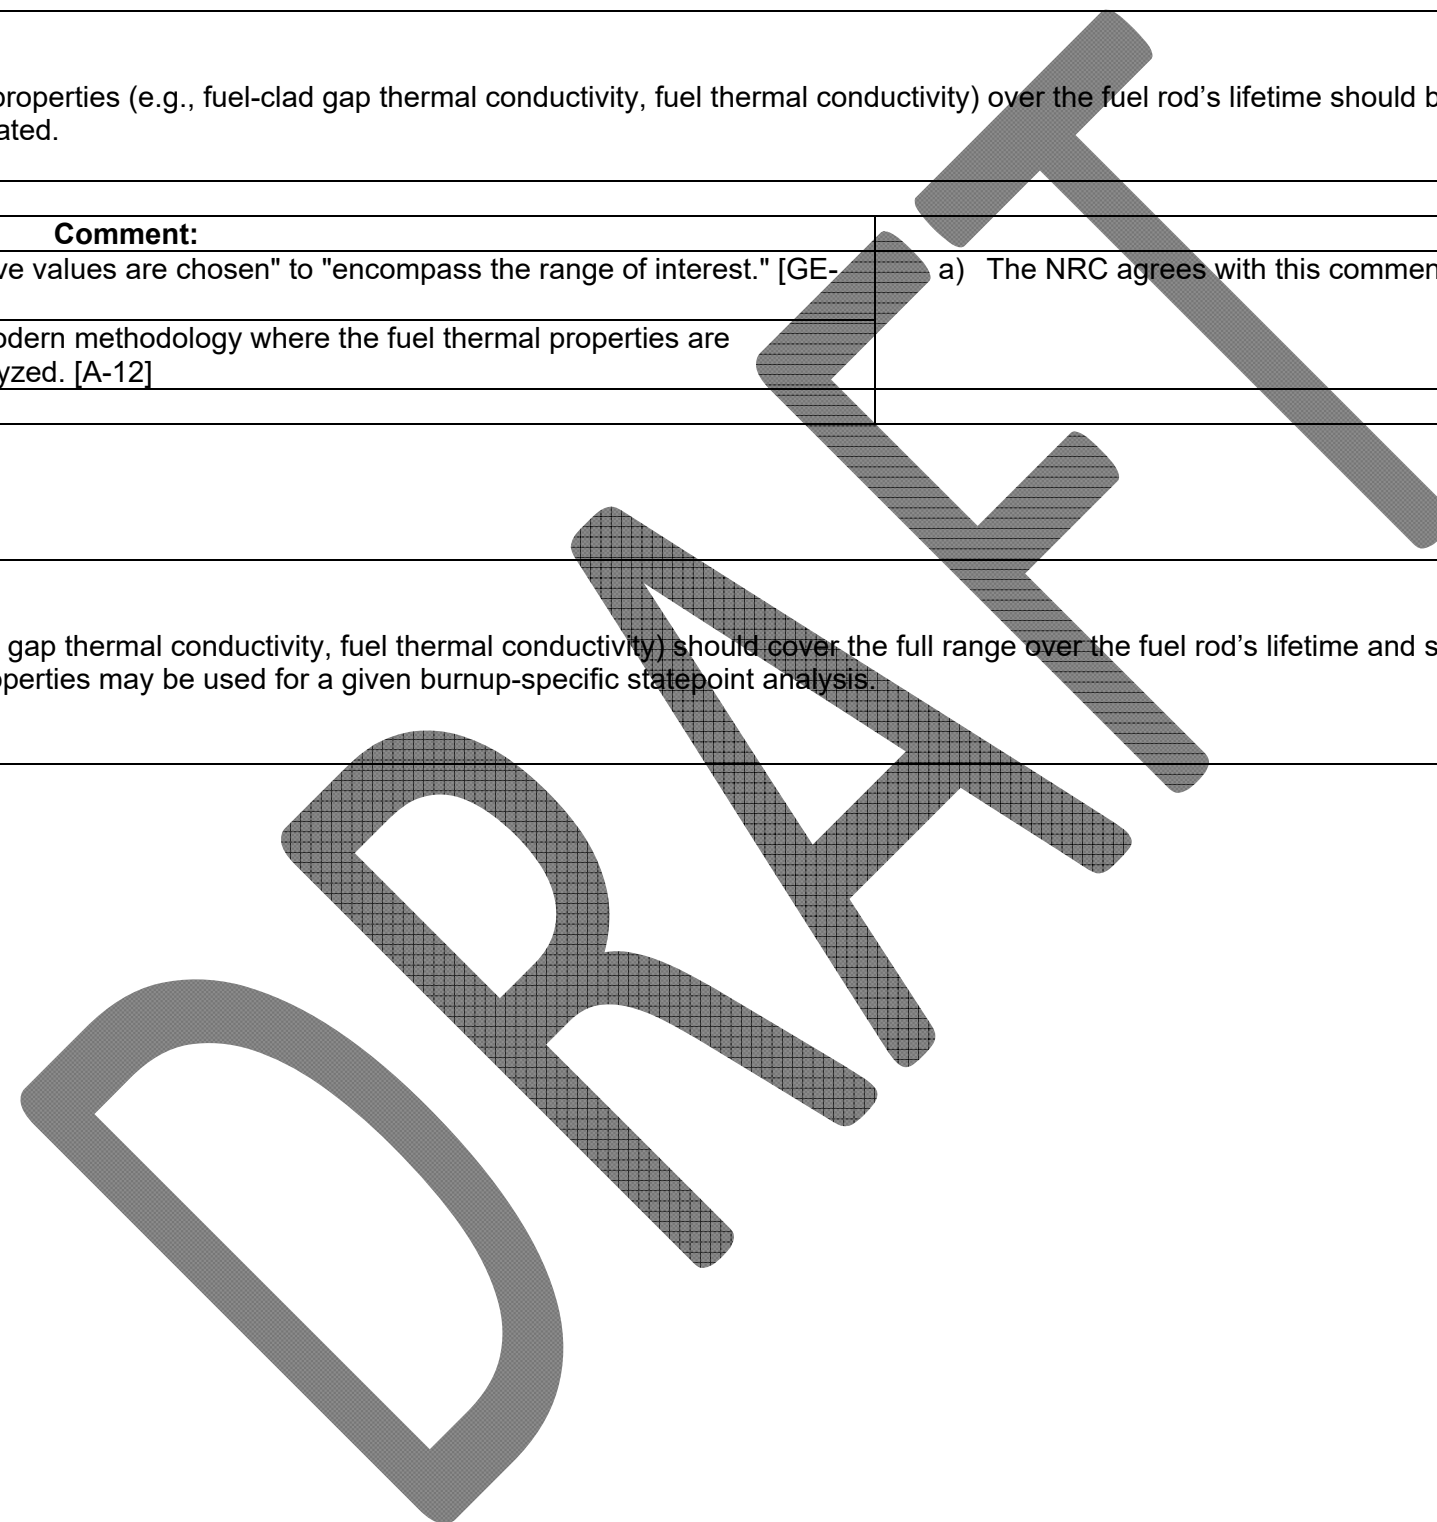 properties (e.g., fuel-clad gap thermal conductivity, fuel thermal conductivity) over the fuel rod's lifetime should b
ated.
Comment:
ve values are chosen" to "encompass the range of interest." [GE-
a) The NRC agrees with this commen
odern methodology where the fuel thermal properties are
yzed. [A-12]
gap thermal conductivity, fuel thermal conductivity) should cover the full range over the fuel rod's lifetime and s
operties may be used for a given burnup-specific statepoint analysis.
DRAFT